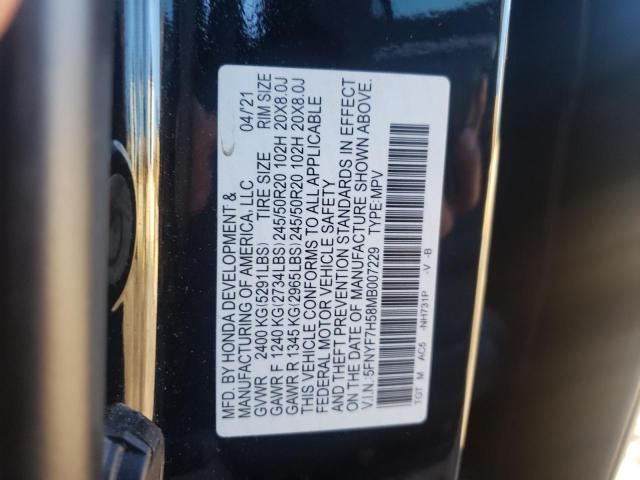 MFD. BY HONDA DEVELOPMENT &
MANUFACTURING OF AMERICA, LLC 04/'21
GVWR 2400 KG(5291LBS) TIRE SIZE RIM SIZE
GAWR F 1240 KG(2734LBS)245/50R20 102H 20X8.0J
GAWR R 1345 KG(2965LBS)245/50R20 102H 20X8.0J
THIS VEHICLE CONFORMS TO ALL APPLICABLE
FEDERAL MOTOR VEHICLE SAFETY
AND THEFT PREVENTION STANDARDS IN EFFECT
ON THE DATE OF MANUFACTURE SHOWN ABOVE.
V.I.N.:5FNYF7H58MB007229 TYPE:MPV
TGT M AC5 -NH731P -V -B